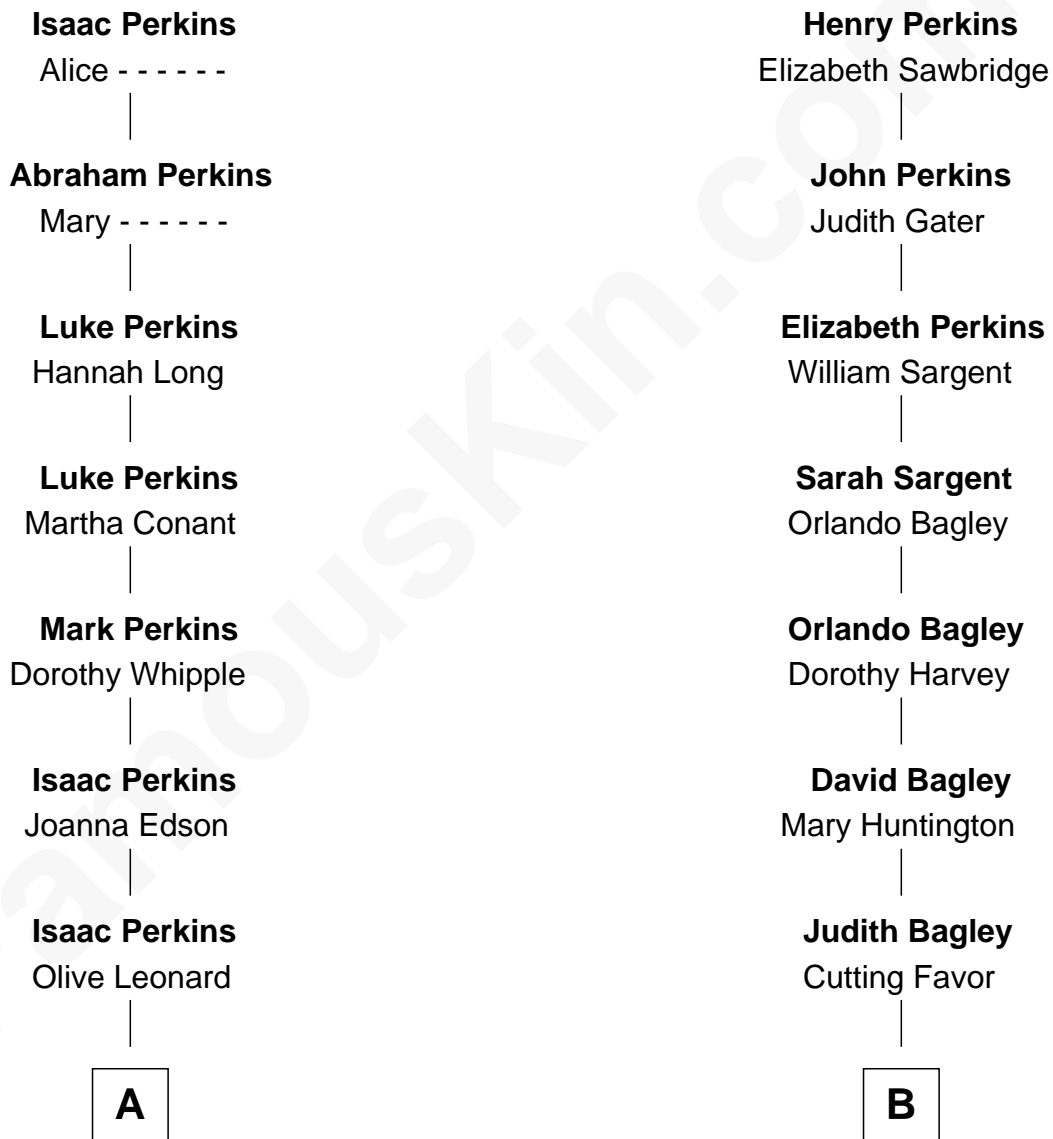 Isaac Perkins
Alice - - - - - -
Abraham Perkins
Mary - - - - - -
Luke Perkins
Hannah Long
Luke Perkins
Martha Conant
Mark Perkins
Dorothy Whipple
Isaac Perkins
Joanna Edson
Isaac Perkins
Olive Leonard
A
Henry Perkins
Elizabeth Sawbridge
John Perkins
Judith Gater
Elizabeth Perkins
William Sargent
Sarah Sargent
Orlando Bagley
Orlando Bagley
Dorothy Harvey
David Bagley
Mary Huntington
Judith Bagley
Cutting Favor
B
amouskin.com